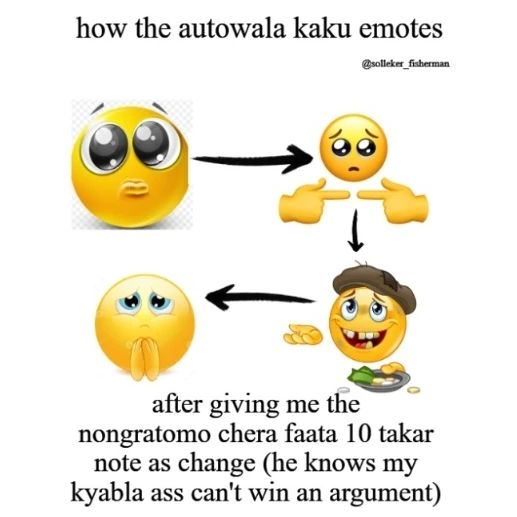 how the autowala kaku emotes
@solleker_fisherman
after giving me the
nongratomo chera faata 10 takar
note as change (he knows my
kyabla ass can't win an argument)